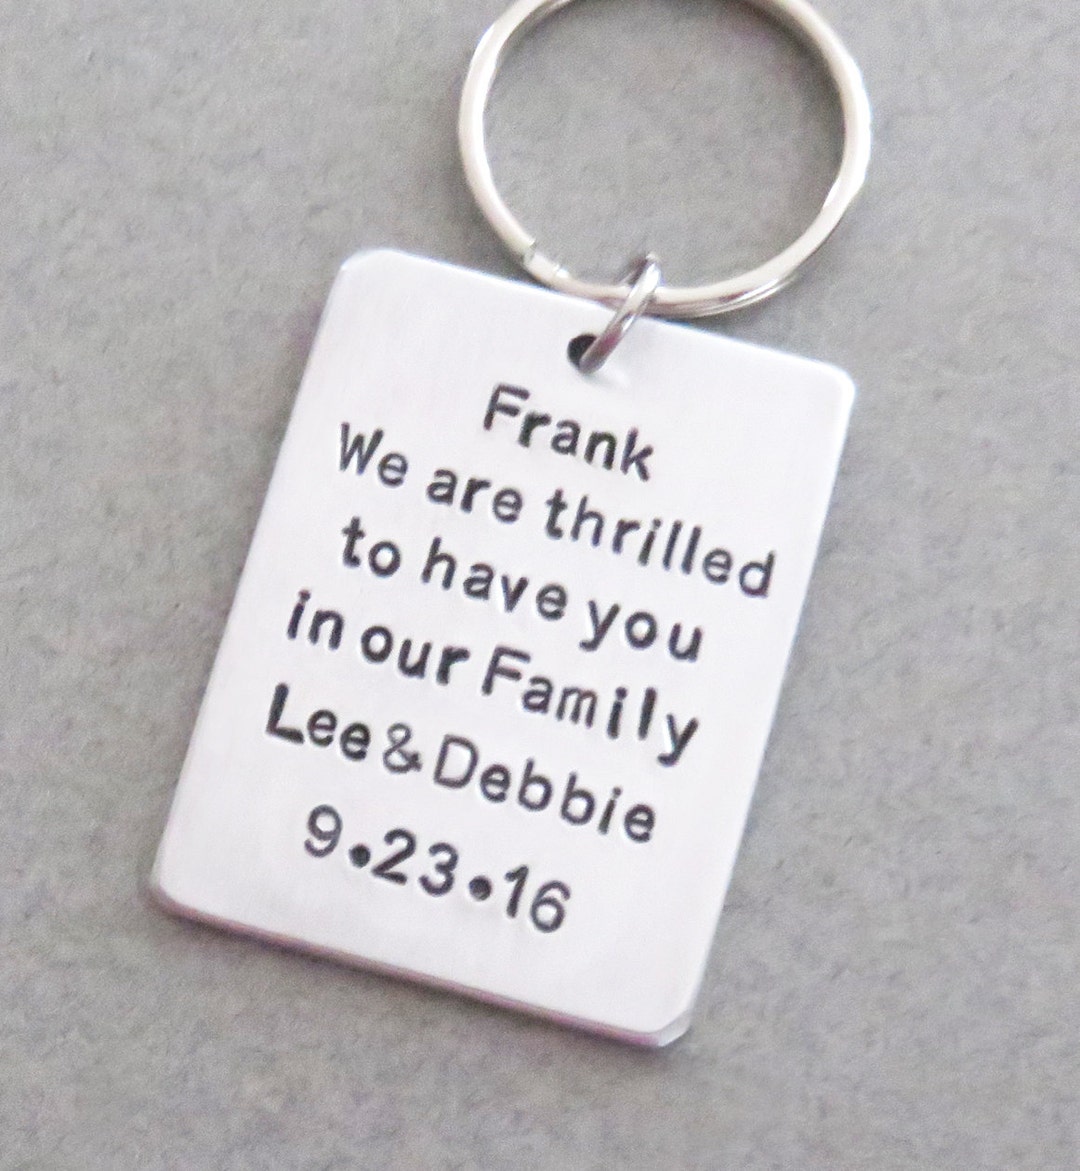 Frank
We are thrilled
to have you
in our Family
Lee & Debbie
9.23.16